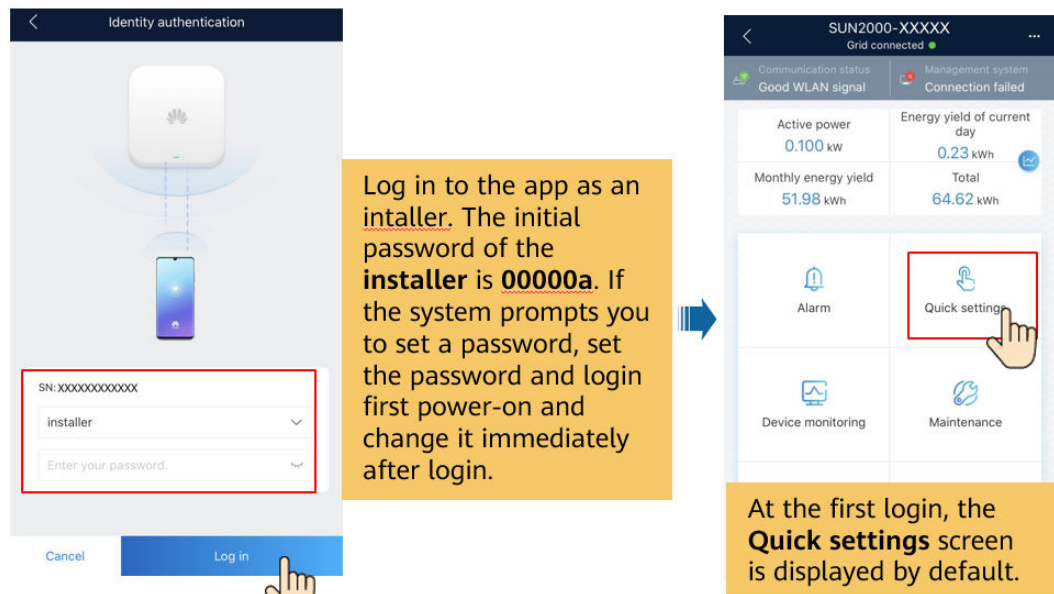 Identity authentication
SN: XXXXXXXXXXXX
installer
Enter your password.
Cancel
Log in
Log in to the app as an
intaller. The initial
password of the
installer is 00000a. If
the system prompts you
to set a password, set
the password and login
first power-on and
change it immediately
after login.
SUN2000-XXXXX
Grid connected
...
Communication status
Good WLAN signal
Management system
Connection failed
Active power
0.100 kW
Energy yield of current
day
0.23 kWh
Monthly energy yield
51.98 kWh
Total
64.62 kWh
Alarm
Quick settings
Device monitoring
Maintenance
At the first login, the
Quick settings screen
is displayed by default.